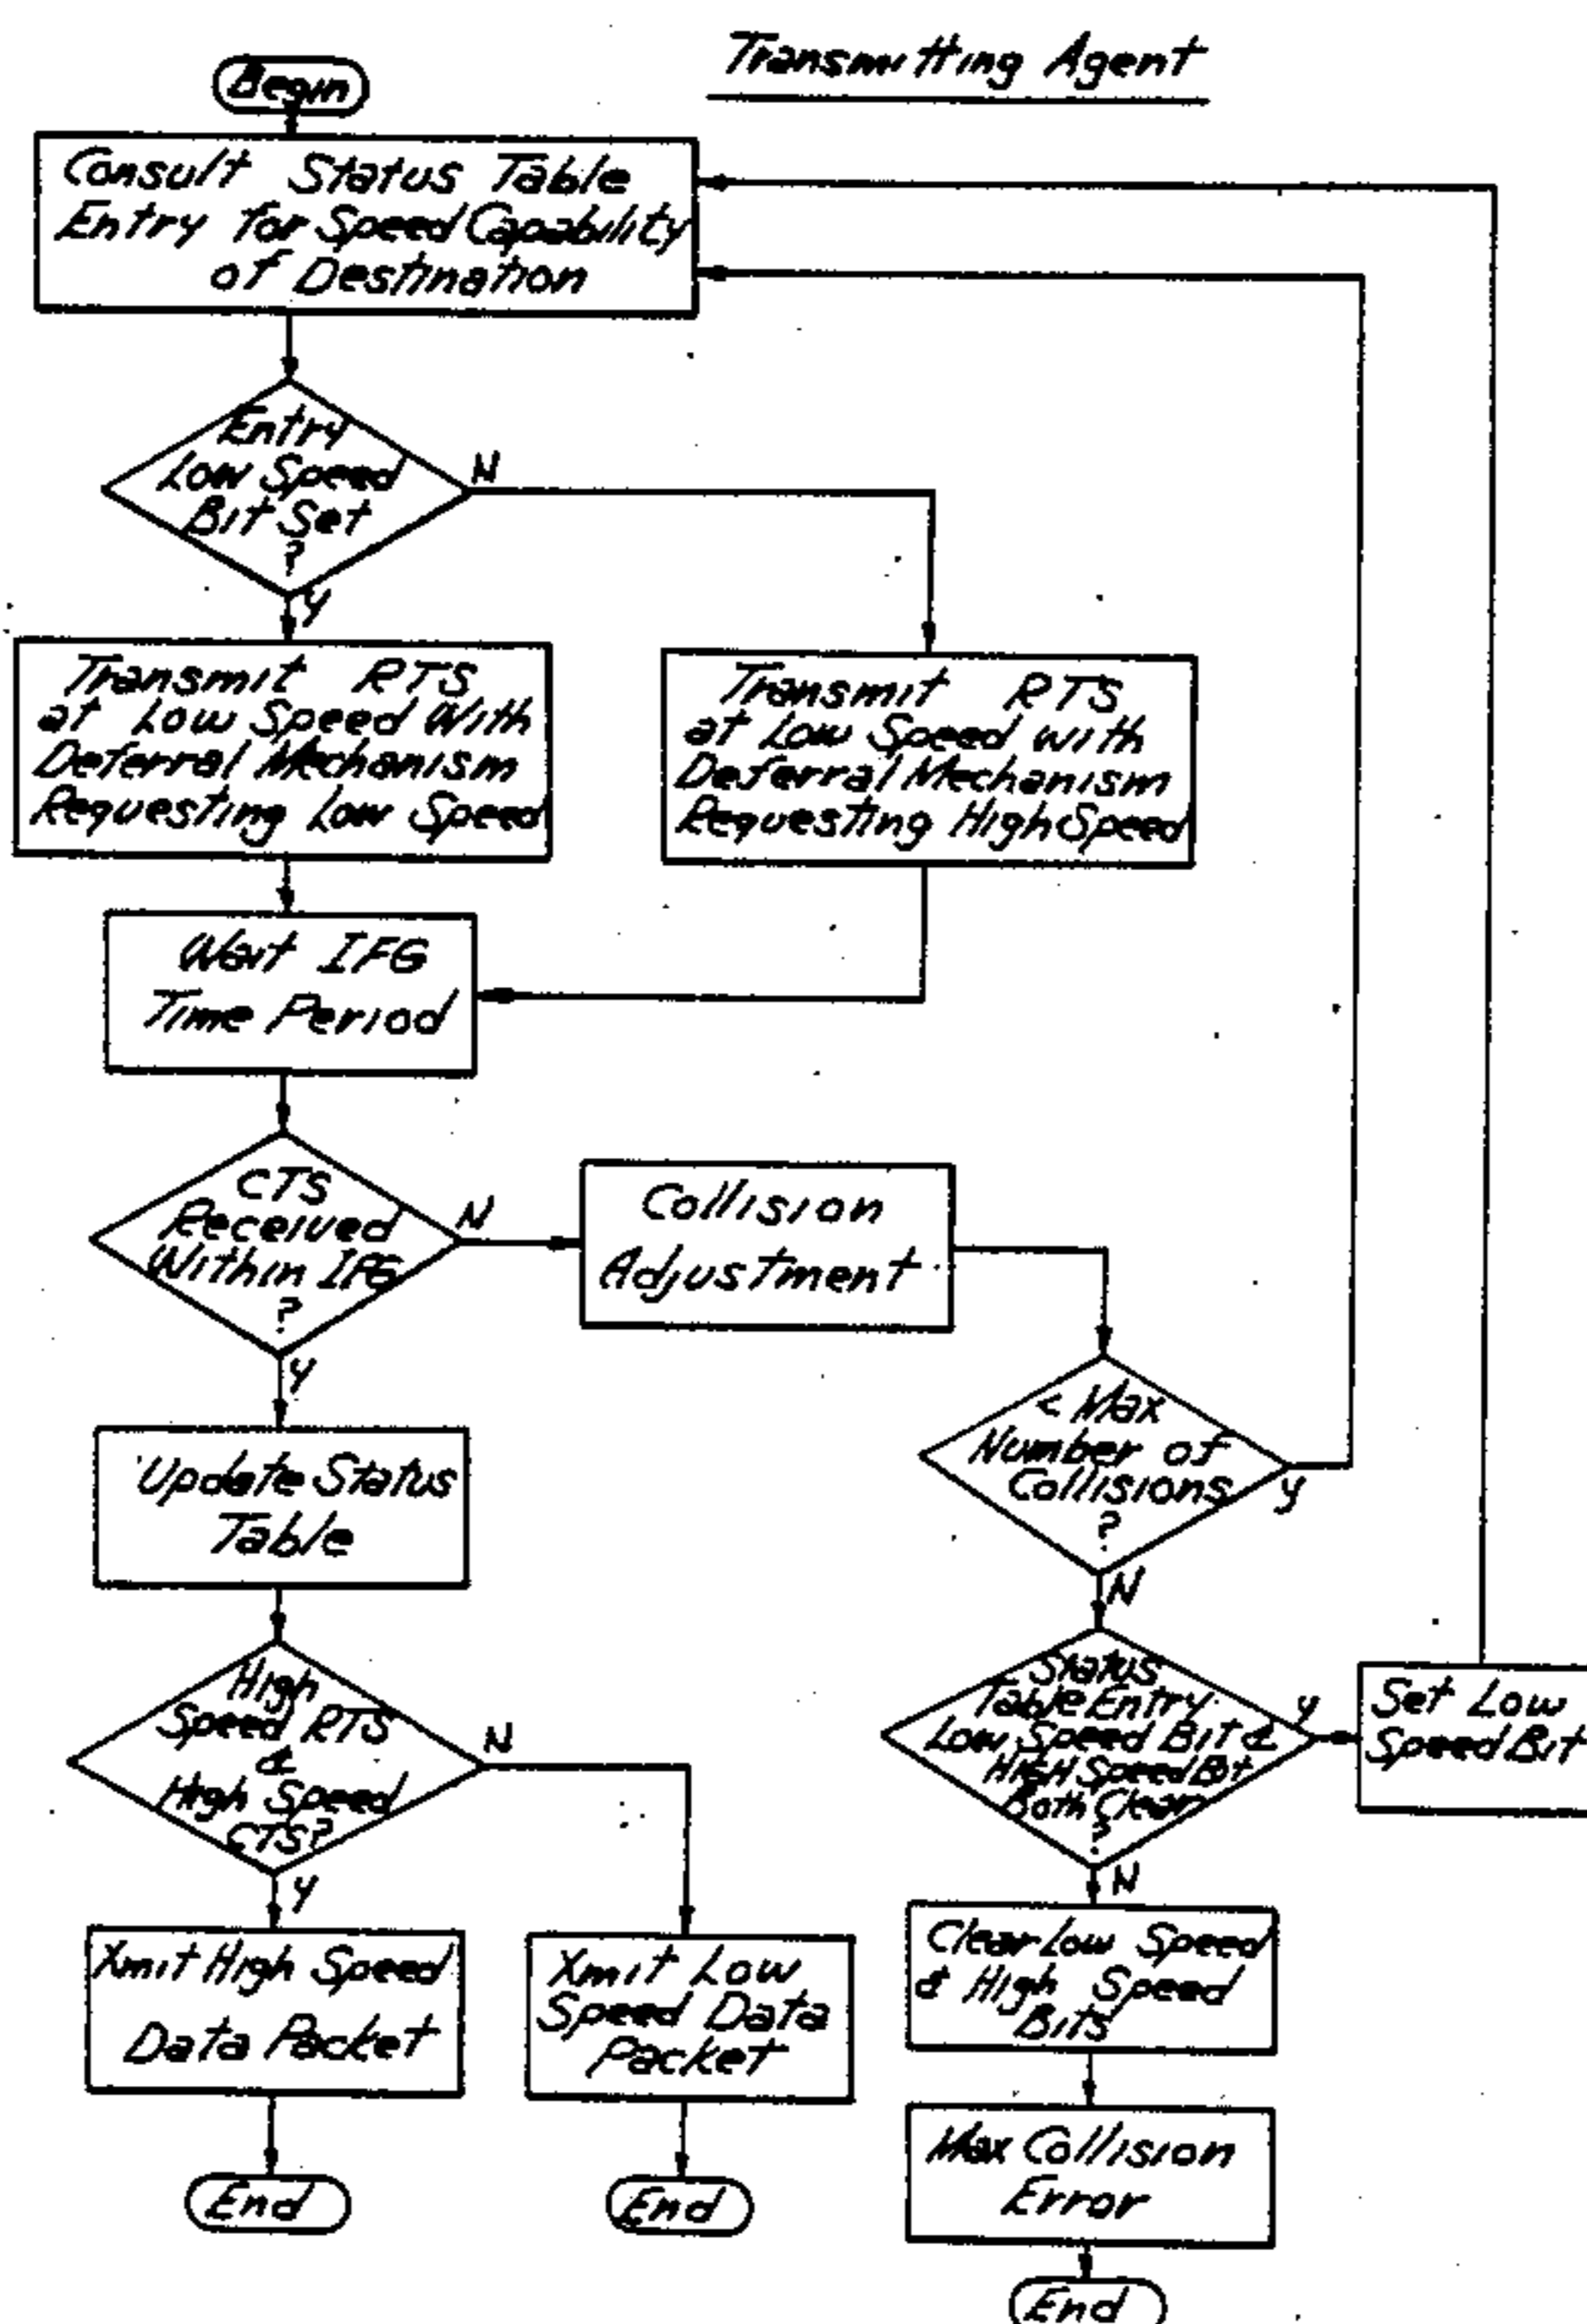 Transmitting Agent
Begin
Consult Status Table
Entry for Speed Capability
of Destination
Entry
Low Speed
Bit Set
?
N
Y
Transmit RTS
at Low Speed With
Deferral Mechanism
Requesting Low Speed
Transmit RTS
at Low Speed with
Deferral Mechanism
Requesting High Speed
Wait IFG
Time Period
CTS
Received
Within IFG
?
N
Y
Collision
Adjustment
< Max
Number of
Collisions
?
Y
N
Update Status
Table
High
Speed RTS
&
High Speed
CTS?
N
Y
Status
Table Entry
Low Speed Bit &
High Speed Bit
Both Clear
?
Y
N
Set Low
Speed Bit
Xmit High Speed
Data Packet
Xmit Low
Speed Data
Packet
Clear Low Speed
& High Speed
Bits
Max Collision
Error
End
End
End